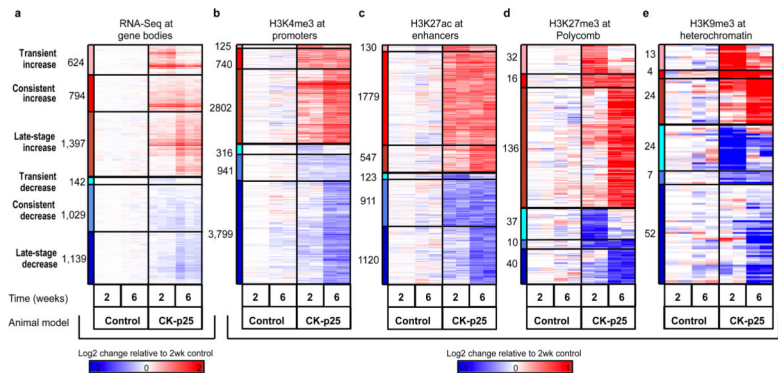 a
RNA-Seq at
gene bodies
b
H3K4me3 at
promoters
c
H3K27ac at
enhancers
d
H3K27me3 at
Polycomb
e
H3K9me3 at
heterochromatin
Transient
increase
624
Consistent
increase
794
Late-stage
increase
1,397
Transient
decrease
142
Consistent
decrease
1,029
Late-stage
decrease
1,139
125
740
2802
316
941
3,799
130
1779
547
123
911
1120
32
16
136
37
10
40
13
4
24
24
7
52
Time (weeks)
2 6 2 6
2 6 2 6
2 6 2 6
2 6 2 6
2 6 2 6
Animal model
Control CK-p25
Control CK-p25
Control CK-p25
Control CK-p25
Control CK-p25
Log2 change relative to 2wk control
0 2
Log2 change relative to 2wk control
0 1